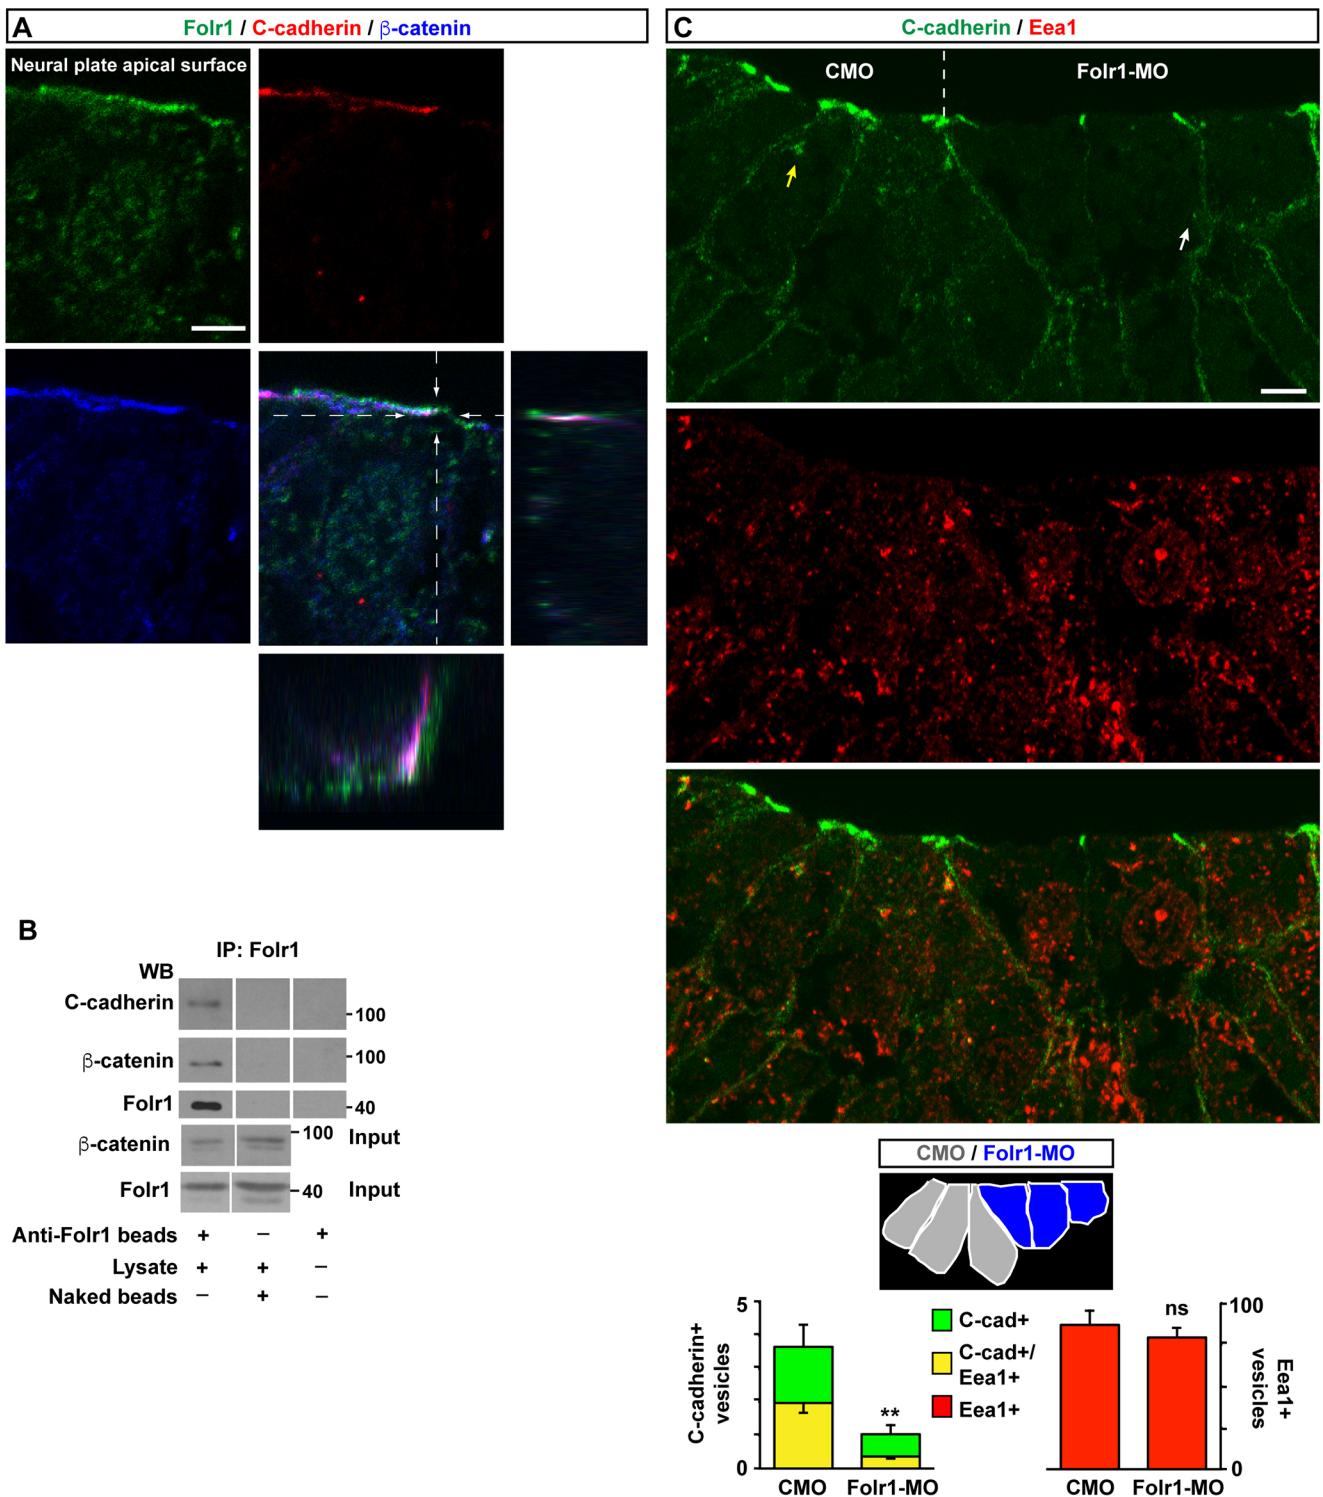 A
Folr1 / C-cadherin / β-catenin
Neural plate apical surface
B
IP: Folr1
WB
C-cadherin
-100
β-catenin
-100
Folr1
-40
β-catenin
-100
Input
Folr1
-40
Input
Anti-Folr1 beads + – +
Lysate + + –
Naked beads – + –
C
C-cadherin / Eea1
CMO
Folr1-MO
CMO / Folr1-MO
C-cadherin+
vesicles
5
0
**
CMO Folr1-MO
C-cad+
C-cad+/
Eea1+
Eea1+
ns
100
0
Eea1+
vesicles
CMO Folr1-MO